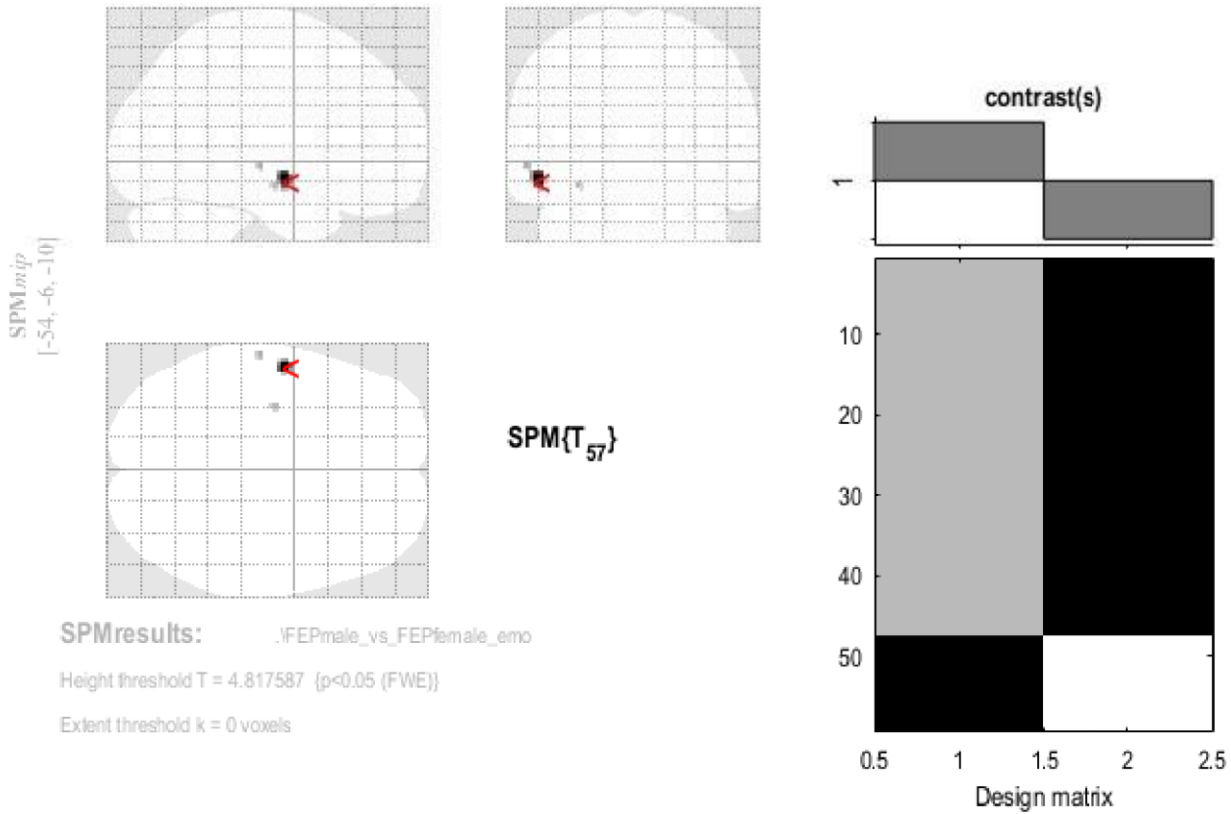 SPMmip
[-54, -6, -10]
SPM{T57}
SPMresults: .\FEPmale_vs_FEPfemale_emo
Height threshold T = 4.817587 {p<0.05 (FWE)}
Extent threshold k = 0 voxels
contrast(s)
1
10
20
30
40
50
0.5 1 1.5 2 2.5
Design matrix